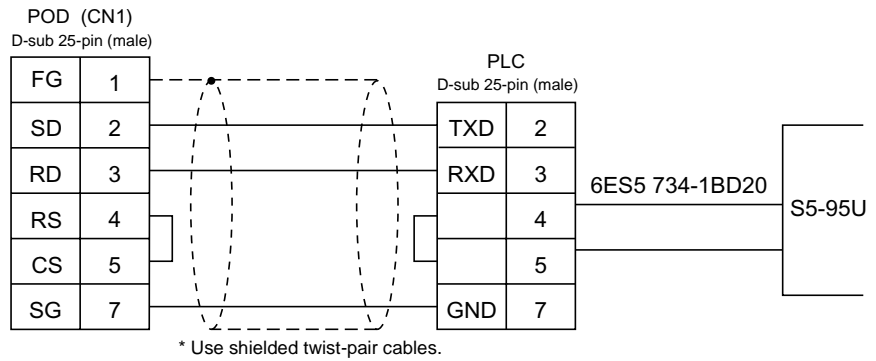 POD (CN1)
D-sub 25-pin (male)
FG 1
SD 2
RD 3
RS 4
CS 5
SG 7
PLC
D-sub 25-pin (male)
TXD 2
RXD 3
4
5
GND 7
6ES5 734-1BD20
S5-95U
* Use shielded twist-pair cables.